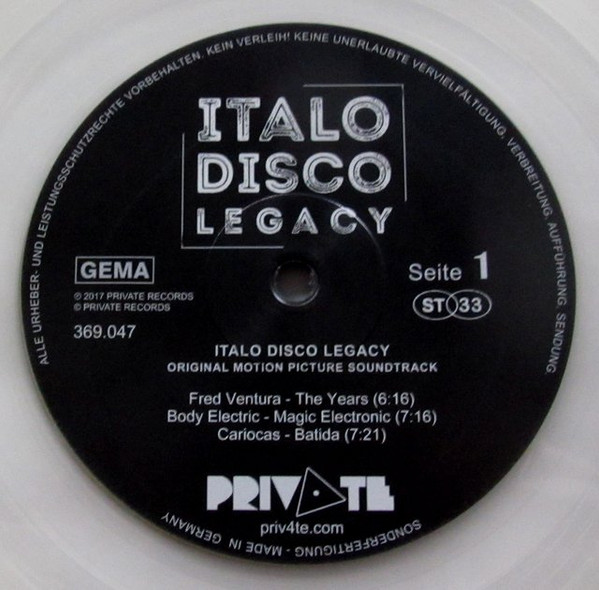 ALLE URHEBER- UND LEISTUNGSSCHUTZRECHTE VORBEHALTEN. KEIN VERLEIH! KEINE UNERLAUBTE VERVIELFÄLTIGUNG, VERBREITUNG, AUFFÜHRUNG, SENDUNG
ITALO
DISCO
LEGACY
GEMA
℗ 2017 PRIVATE RECORDS
© PRIVATE RECORDS
369.047
Seite 1
ST 33
ITALO DISCO LEGACY
ORIGINAL MOTION PICTURE SOUNDTRACK
Fred Ventura - The Years (6:16)
Body Electric - Magic Electronic (7:16)
Cariocas - Batida (7:21)
PRIVATE
priv4te.com
SONDERFERTIGUNG - MADE IN GERMANY